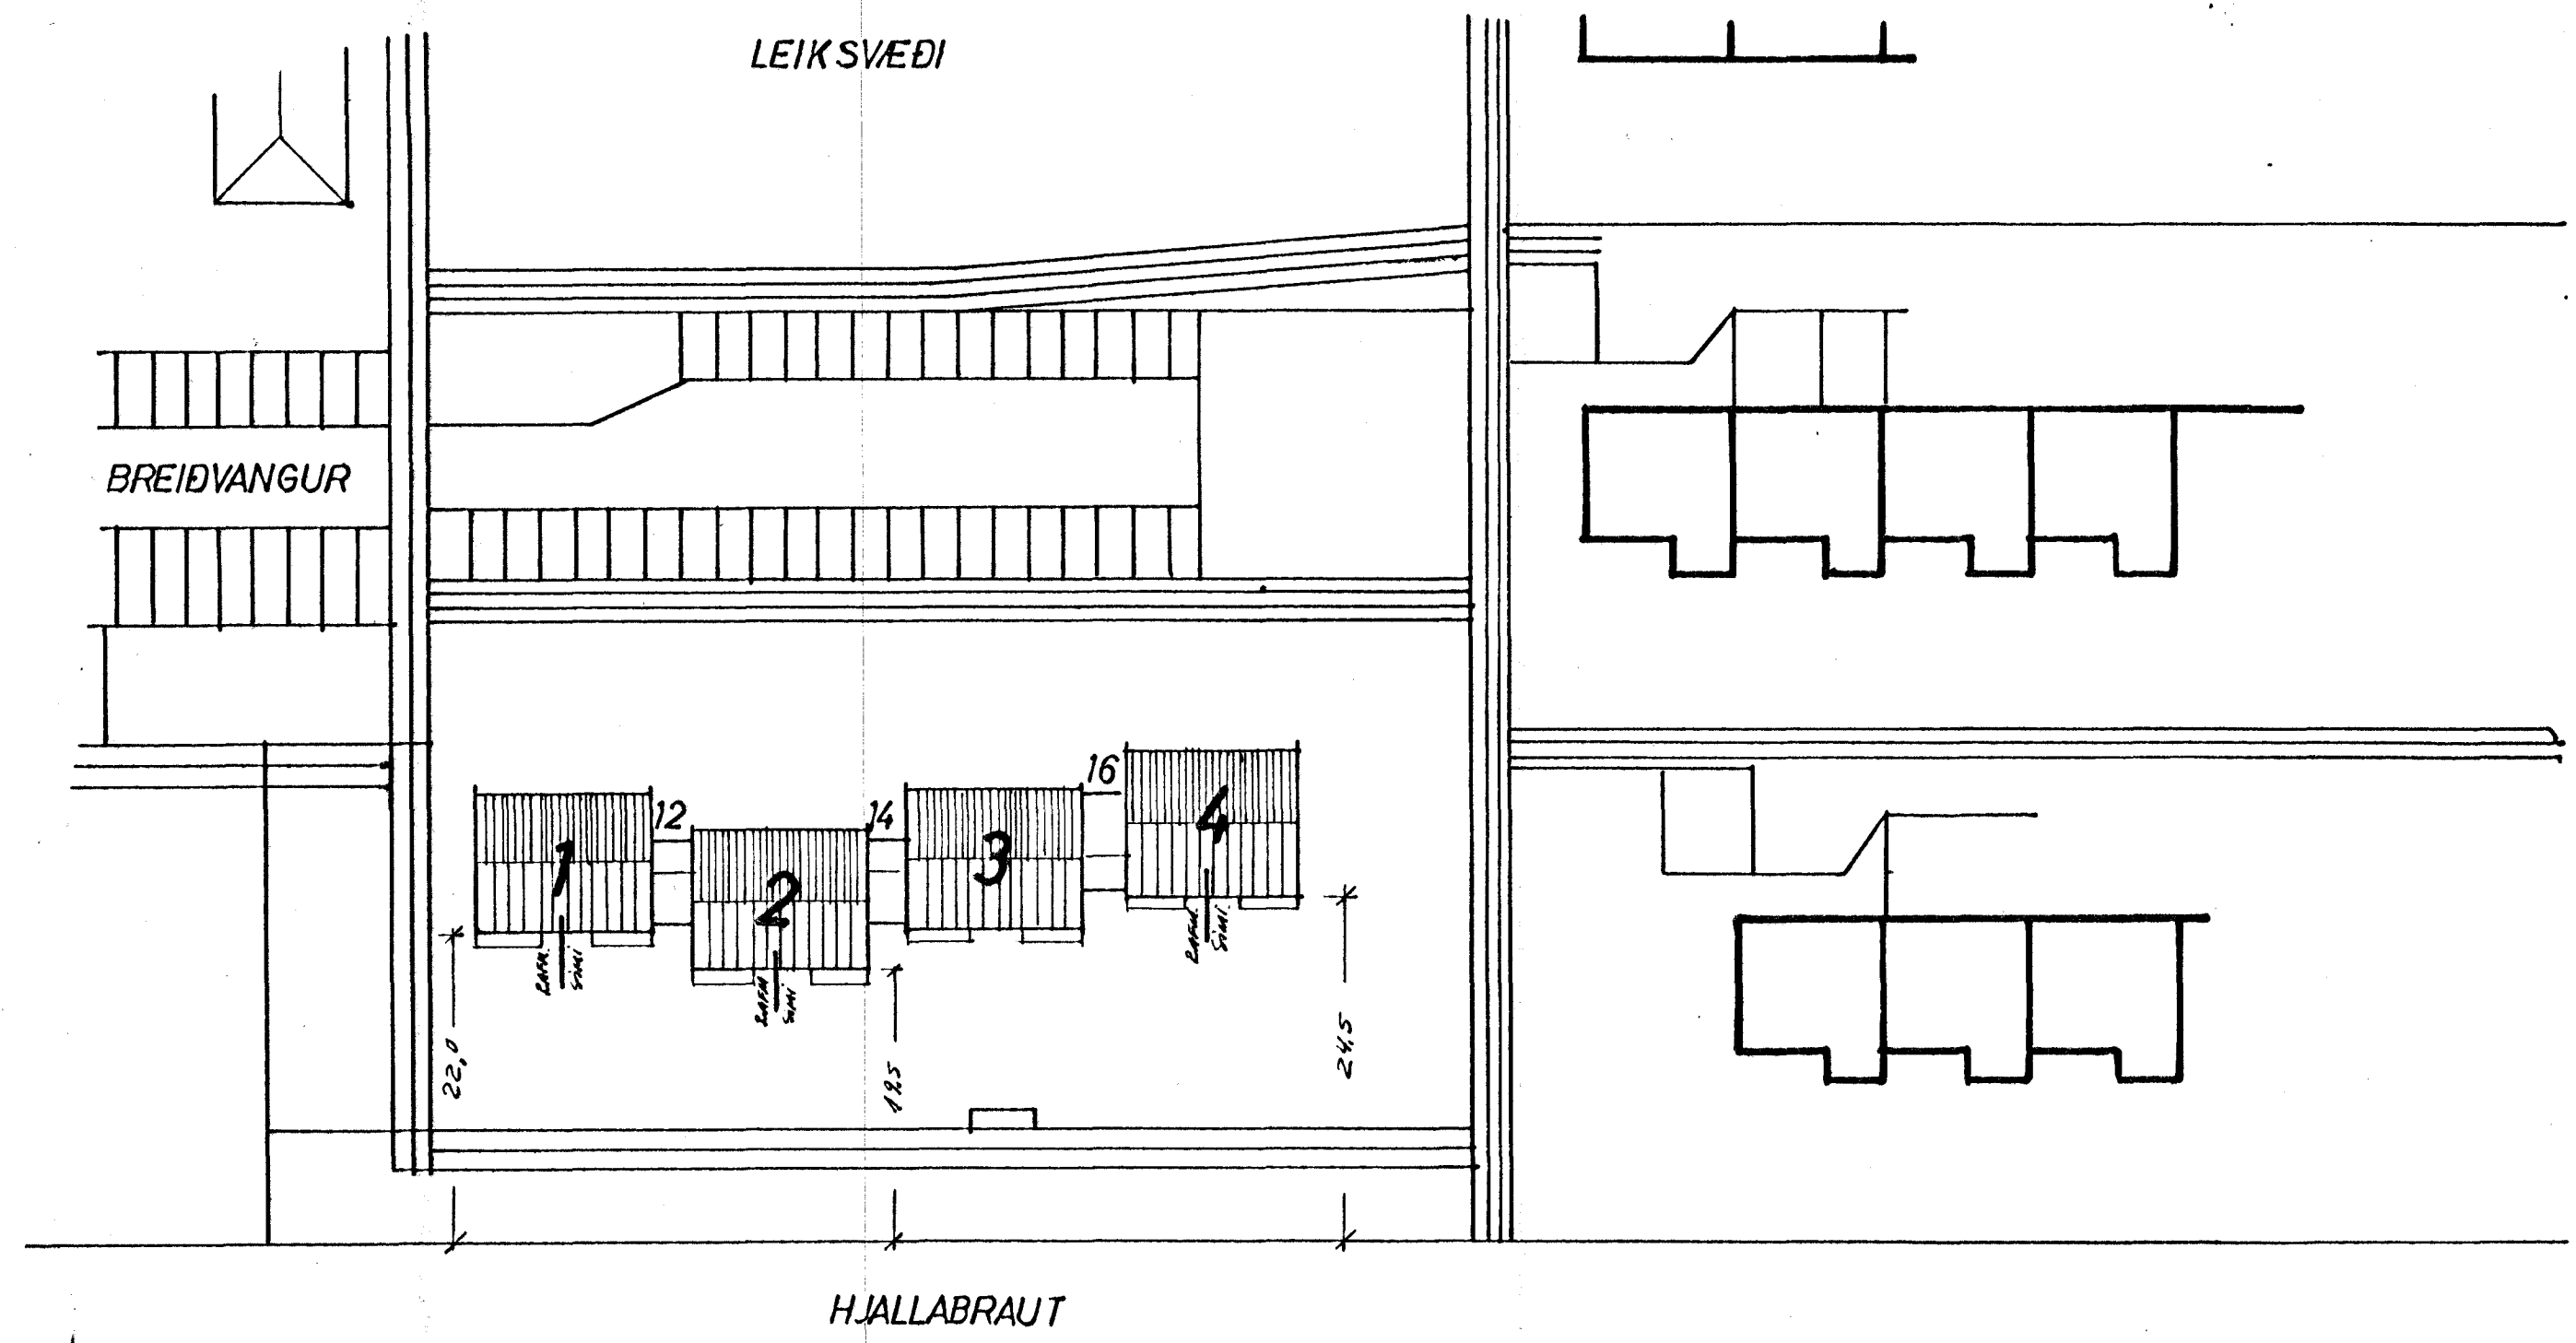 LEIKSVÆÐI
BREIÐVANGUR
12
14
16
1
2
3
4
RAFM.
SÍMI
RAFM
SÍMI
RAFM.
SÍMI
22,0
19,5
24,5
HJALLABRAUT